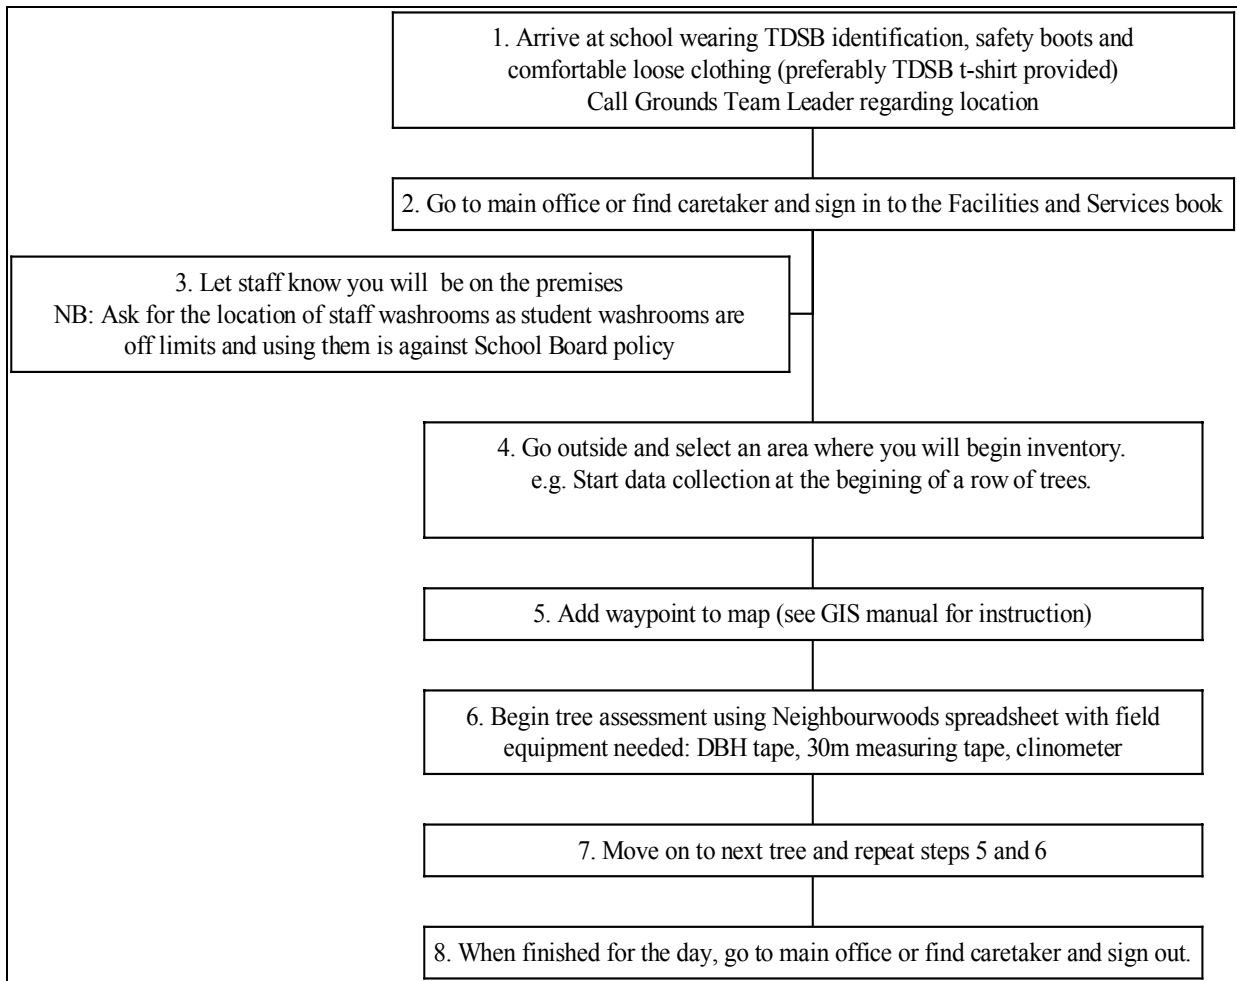 1. Arrive at school wearing TDSB identification, safety boots and
comfortable loose clothing (preferably TDSB t-shirt provided)
Call Grounds Team Leader regarding location
2. Go to main office or find caretaker and sign in to the Facilities and Services book
3. Let staff know you will be on the premises
NB: Ask for the location of staff washrooms as student washrooms are
off limits and using them is against School Board policy
4. Go outside and select an area where you will begin inventory.
e.g. Start data collection at the begining of a row of trees.
5. Add waypoint to map (see GIS manual for instruction)
6. Begin tree assessment using Neighbourwoods spreadsheet with field
equipment needed: DBH tape, 30m measuring tape, clinometer
7. Move on to next tree and repeat steps 5 and 6
8. When finished for the day, go to main office or find caretaker and sign out.